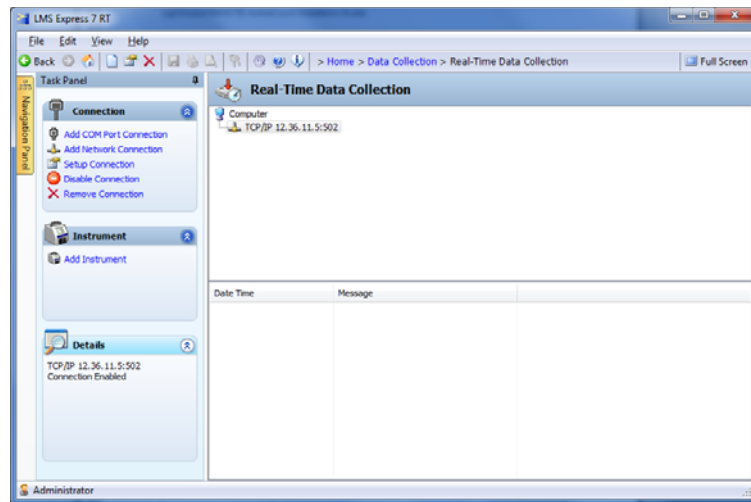 LMS Express 7 RT
File Edit View Help
Back > Home > Data Collection > Real-Time Data Collection Full Screen
Navigation Panel
Task Panel
Connection
Add COM Port Connection
Add Network Connection
Setup Connection
Disable Connection
Remove Connection
Instrument
Add Instrument
Details
TCP/IP 12.36.11.5:502
Connection Enabled
Real-Time Data Collection
Computer
TCP/IP 12.36.11.5:502
Date Time Message
Administrator